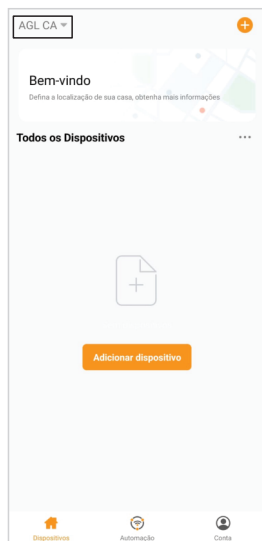 AGL CA
Bem-vindo
Defina a localização de sua casa, obtenha mais informações
Todos os Dispositivos
Adicionar dispositivo
Dispositivos
Automação
Conta